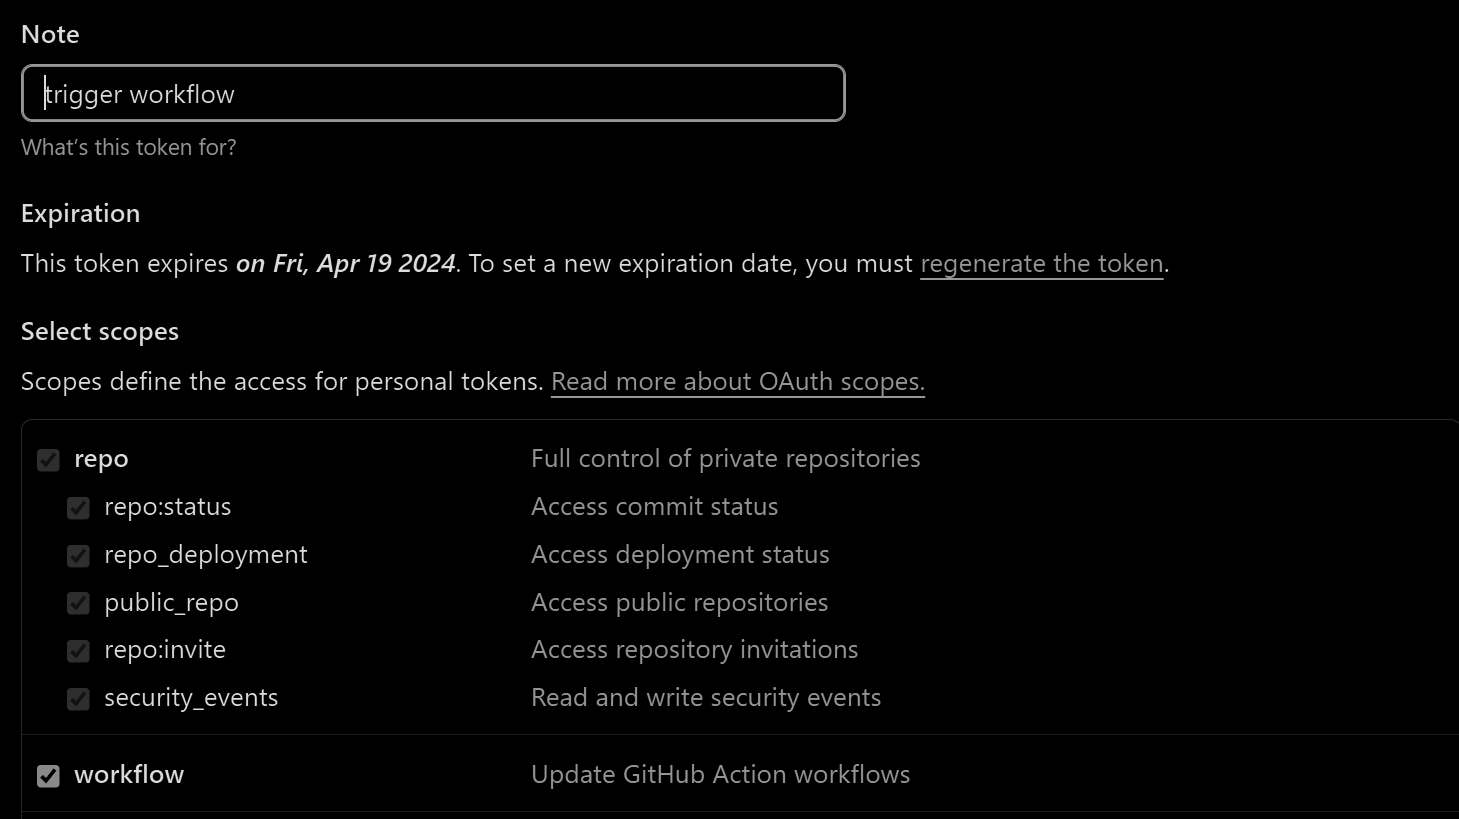 Note
trigger workflow
What's this token for?
Expiration
This token expires on Fri, Apr 19 2024. To set a new expiration date, you must regenerate the token.
Select scopes
Scopes define the access for personal tokens. Read more about OAuth scopes.
repo Full control of private repositories
repo:status Access commit status
repo_deployment Access deployment status
public_repo Access public repositories
repo:invite Access repository invitations
security_events Read and write security events
workflow Update GitHub Action workflows